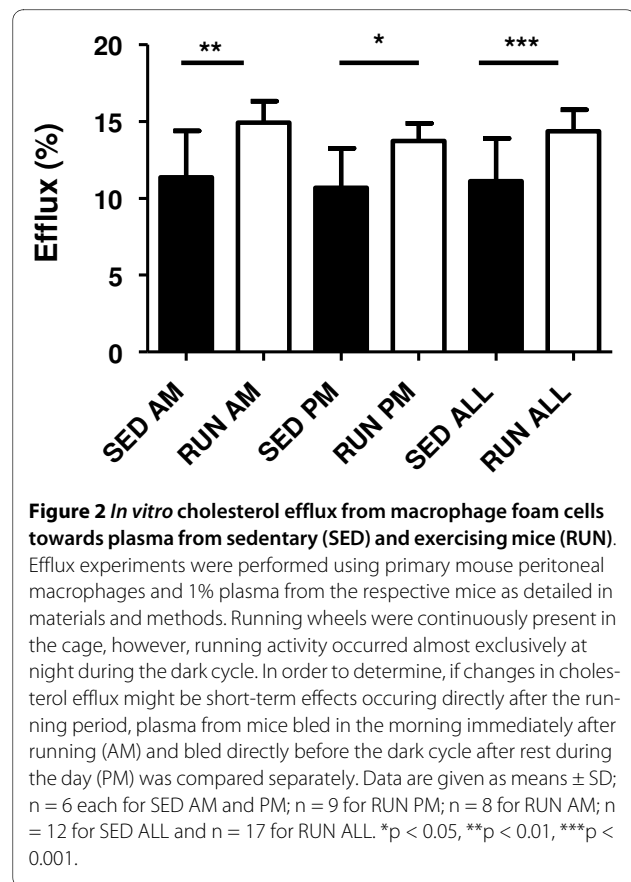 20
15
10
5
0
Efflux (%)
**
*
***
SED AM
RUN AM
SED PM
RUN PM
SED ALL
RUN ALL
Figure 2 In vitro cholesterol efflux from macrophage foam cells
towards plasma from sedentary (SED) and exercising mice (RUN).
Efflux experiments were performed using primary mouse peritoneal
macrophages and 1% plasma from the respective mice as detailed in
materials and methods. Running wheels were continuously present in
the cage, however, running activity occurred almost exclusively at
night during the dark cycle. In order to determine, if changes in choles-
terol efflux might be short-term effects occuring directly after the run-
ning period, plasma from mice bled in the morning immediately after
running (AM) and bled directly before the dark cycle after rest during
the day (PM) was compared separately. Data are given as means ± SD;
n = 6 each for SED AM and PM; n = 9 for RUN PM; n = 8 for RUN AM; n
= 12 for SED ALL and n = 17 for RUN ALL. *p < 0.05, **p < 0.01, ***p <
0.001.